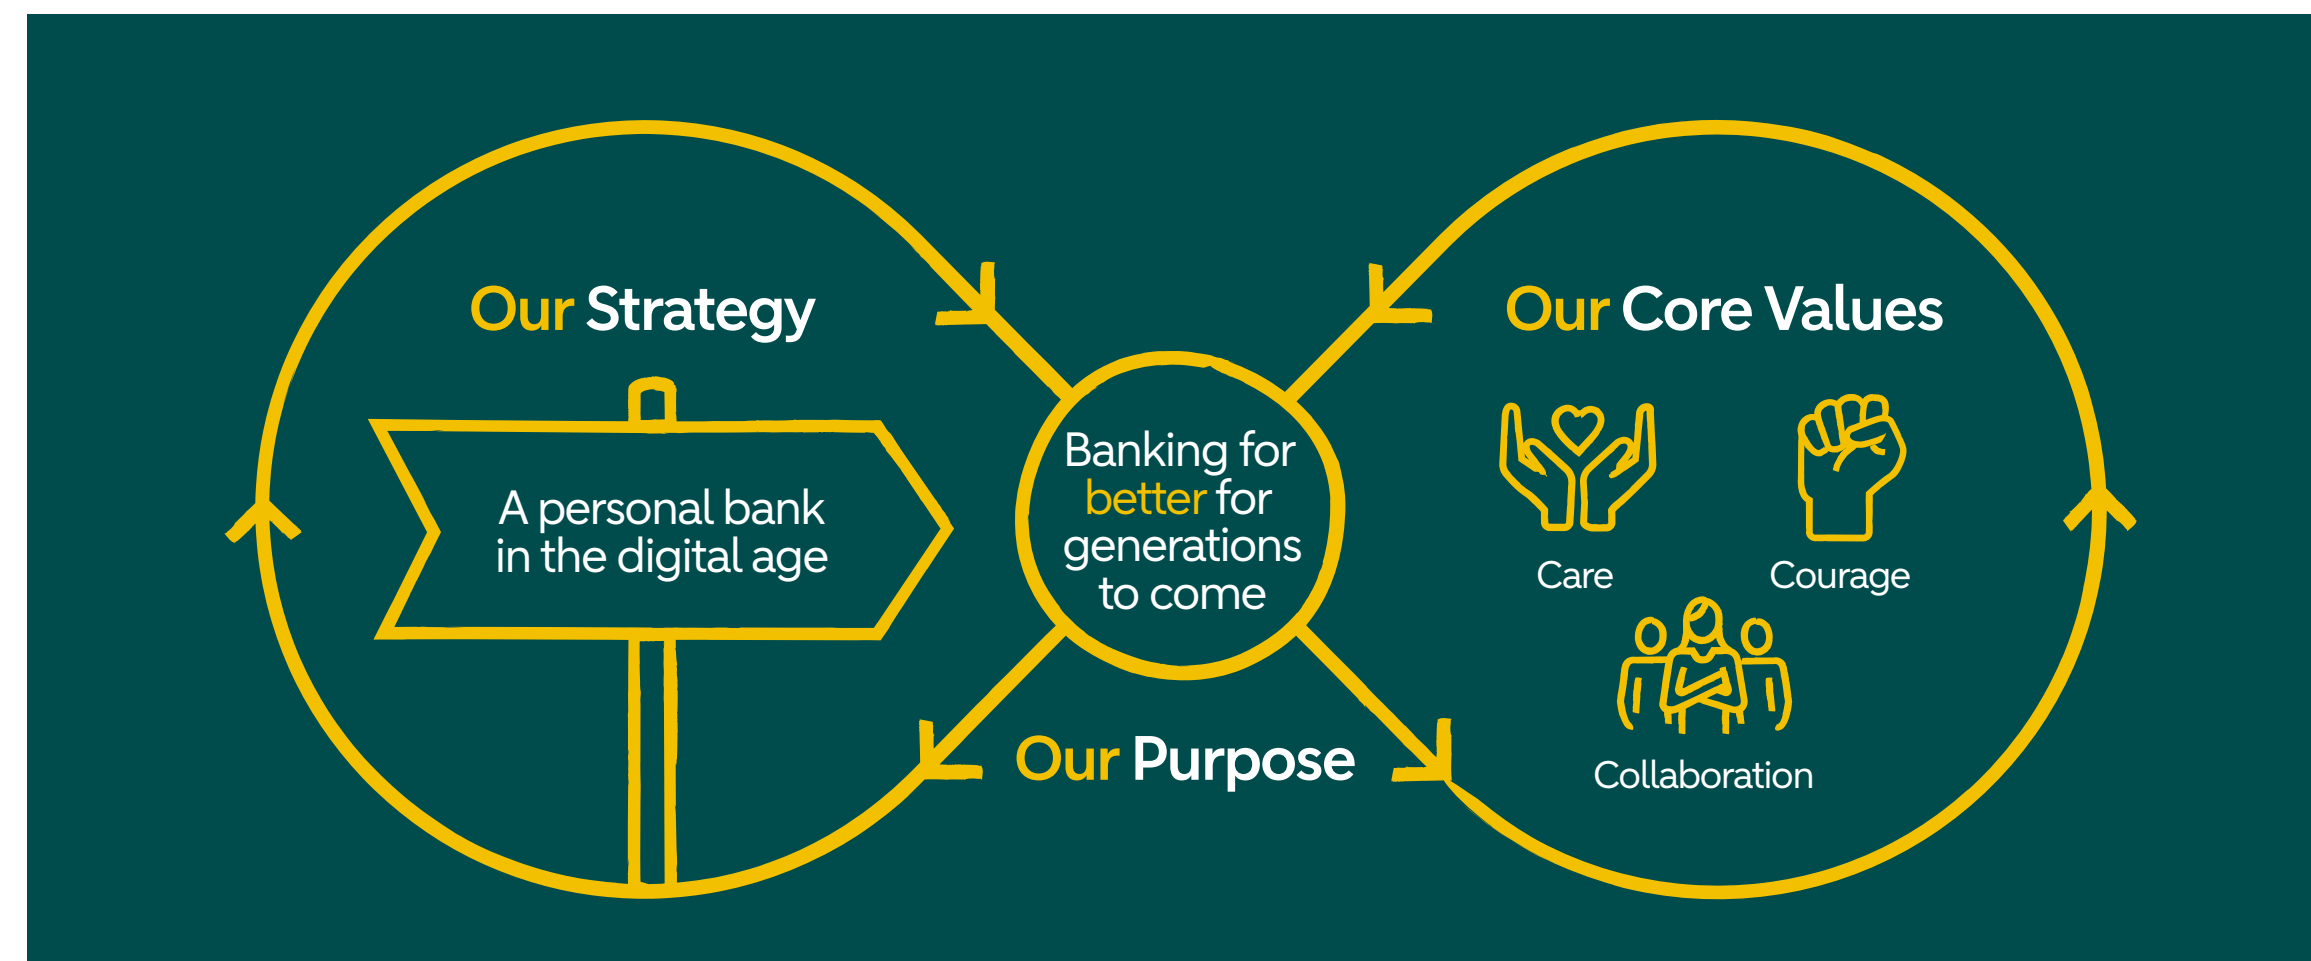 Our Strategy
A personal bank
in the digital age
Banking for
better for
generations
to come
Our Purpose
Our Core Values
Care
Courage
Collaboration